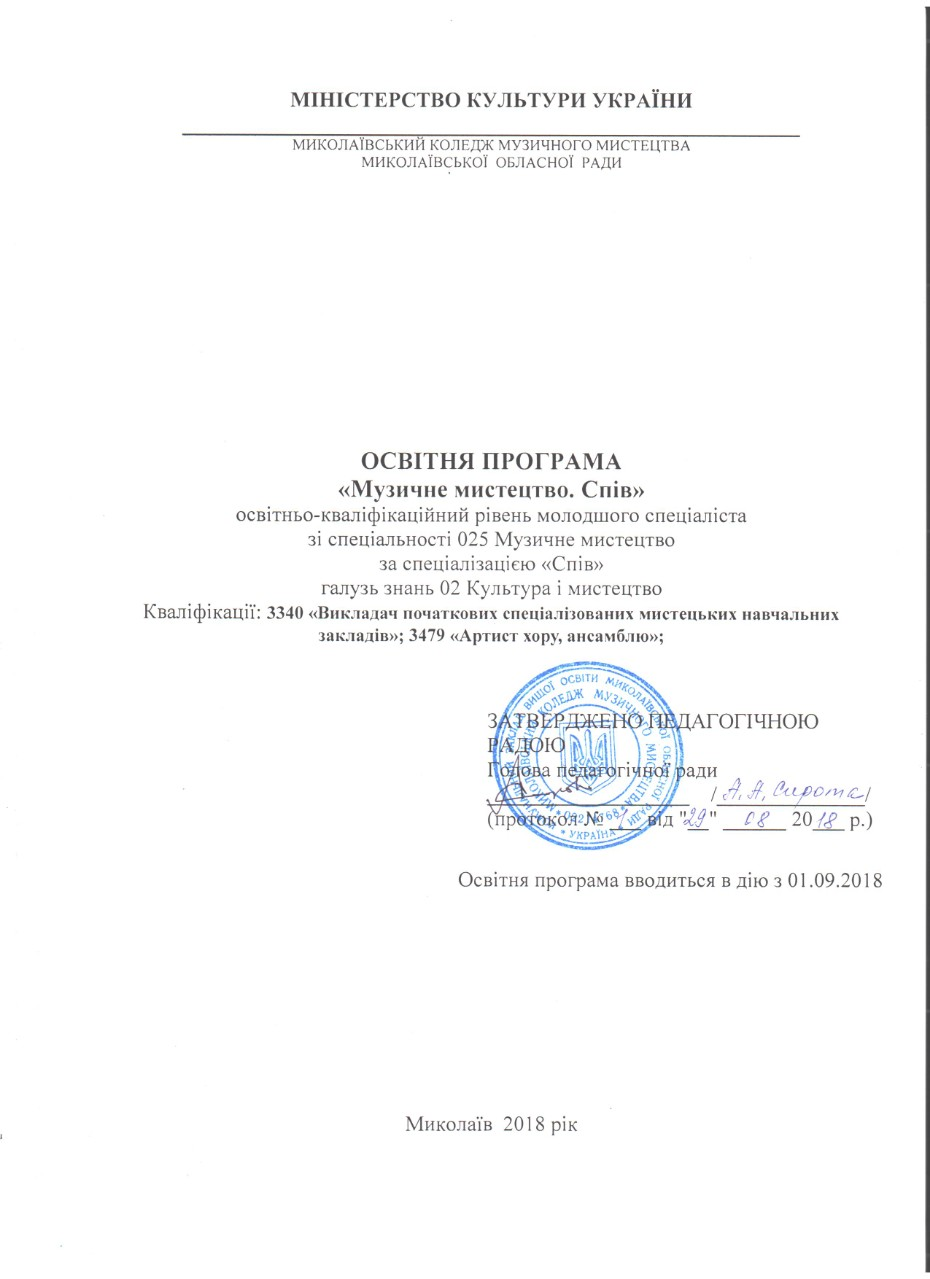 МІНІСТЕРСТВО КУЛЬТУРИ УКРАЇНИ
МИКОЛАЇВСЬКИЙ КОЛЕДЖ МУЗИЧНОГО МИСТЕЦТВА
МИКОЛАЇВСЬКОЇ ОБЛАСНОЇ РАДИ
ОСВІТНЯ ПРОГРАМА
«Музичне мистецтво. Спів»
освітньо-кваліфікаційний рівень молодшого спеціаліста
зі спеціальності 025 Музичне мистецтво
за спеціалізацією «Спів»
галузь знань 02 Культура і мистецтво
Кваліфікації: 3340 «Викладач початкових спеціалізованих мистецьких навчальних
закладів»; 3479 «Артист хору, ансамблю»;
ЗАТВЕРДЖЕНО ПЕДАГОГІЧНОЮ
РАДОЮ
Голова педагогічної ради
/А.А. Сирота/
(протокол № 1 від "29" 08 2018 р.)
Освітня програма вводиться в дію з 01.09.2018
Миколаїв 2018 рік